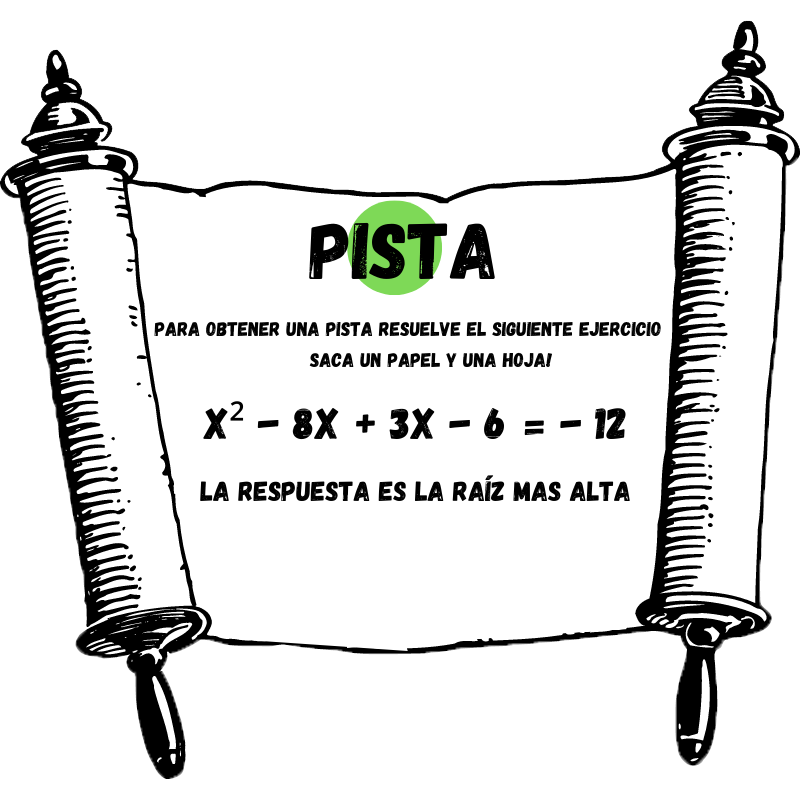 PISTA
PARA OBTENER UNA PISTA RESUELVE EL SIGUIENTE EJERCICIO
SACA UN PAPEL Y UNA HOJA!
X² - 8X + 3X - 6 = - 12
LA RESPUESTA ES LA RAÍZ MAS ALTA